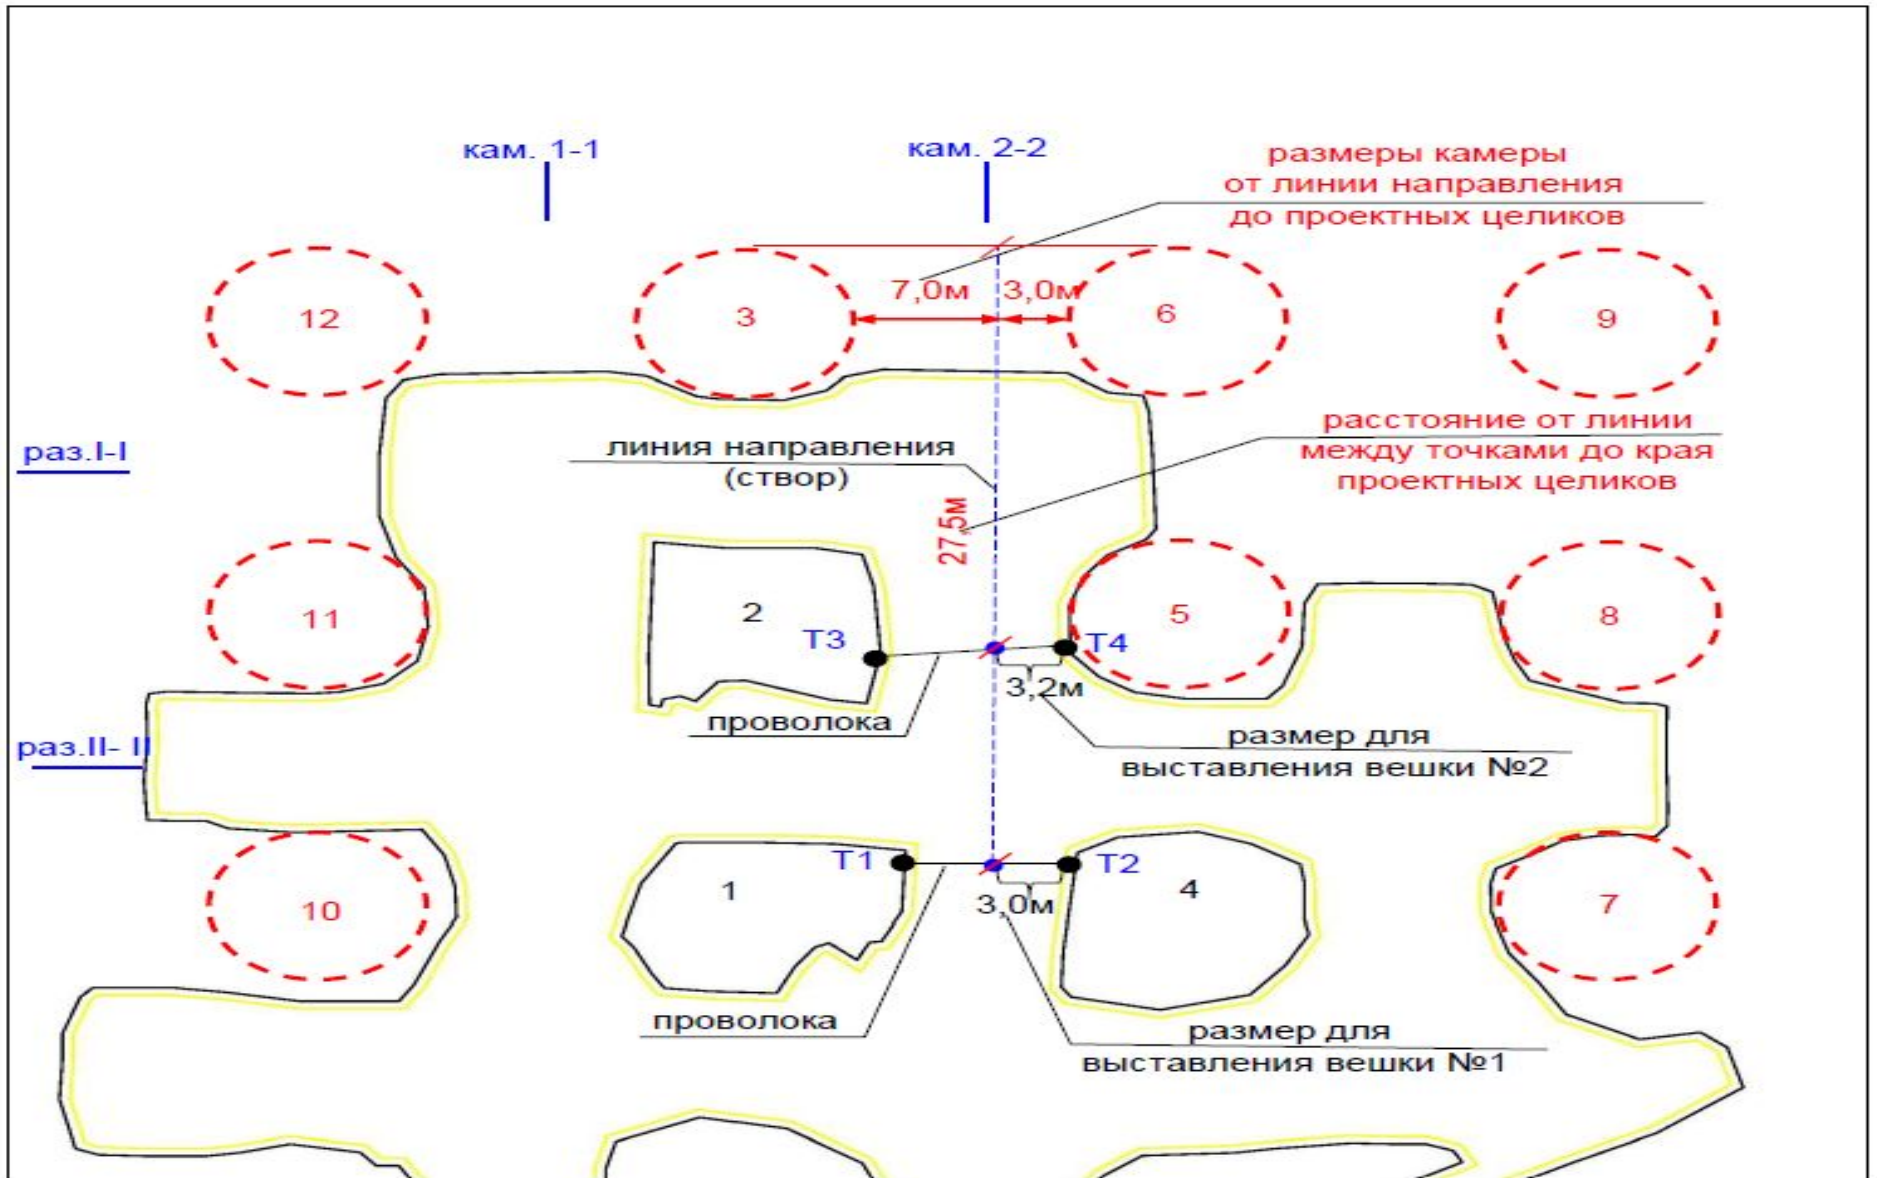 кам. 1-1
кам. 2-2
размеры камеры
от линии направления
до проектных целиков
7,0м
3,0м
12
3
6
9
раз.I-I
линия направления
(створ)
расстояние от линии
между точками до края
проектных целиков
27,5м
11
2
Т3
Т4
5
8
3,2м
проволока
размер для
выставления вешки №2
раз.II- II
Т1
Т2
10
1
4
7
3,0м
проволока
размер для
выставления вешки №1